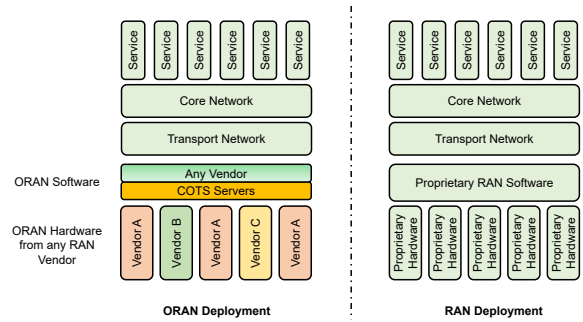 Service
Service
Service
Service
Service
Service
Core Network
Transport Network
ORAN Software
Any Vendor
COTS Servers
ORAN Hardware
from any RAN
Vendor
Vendor A
Vendor B
Vendor A
Vendor C
Vendor A
ORAN Deployment
Service
Service
Service
Service
Service
Service
Core Network
Transport Network
Proprietary RAN Software
Proprietary
Hardware
Proprietary
Hardware
Proprietary
Hardware
Proprietary
Hardware
Proprietary
Hardware
RAN Deployment